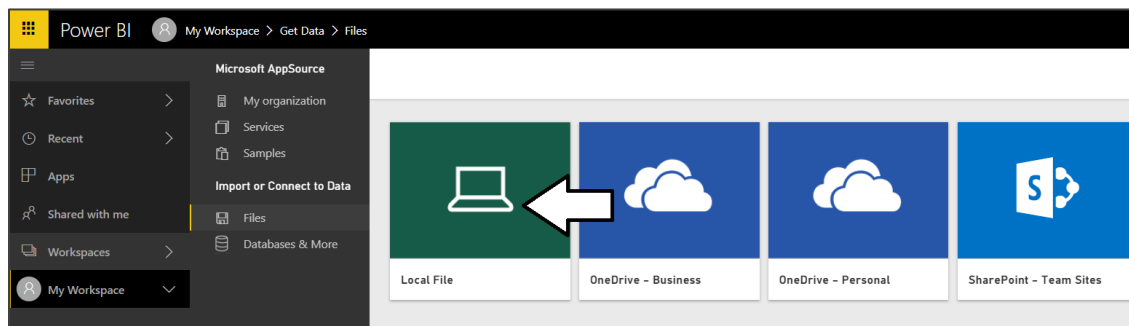 Power BI
My Workspace > Get Data > Files
Favorites
Recent
Apps
Shared with me
Workspaces
My Workspace
Microsoft AppSource
My organization
Services
Samples
Import or Connect to Data
Files
Databases & More
Local File
OneDrive – Business
OneDrive – Personal
S
SharePoint – Team Sites